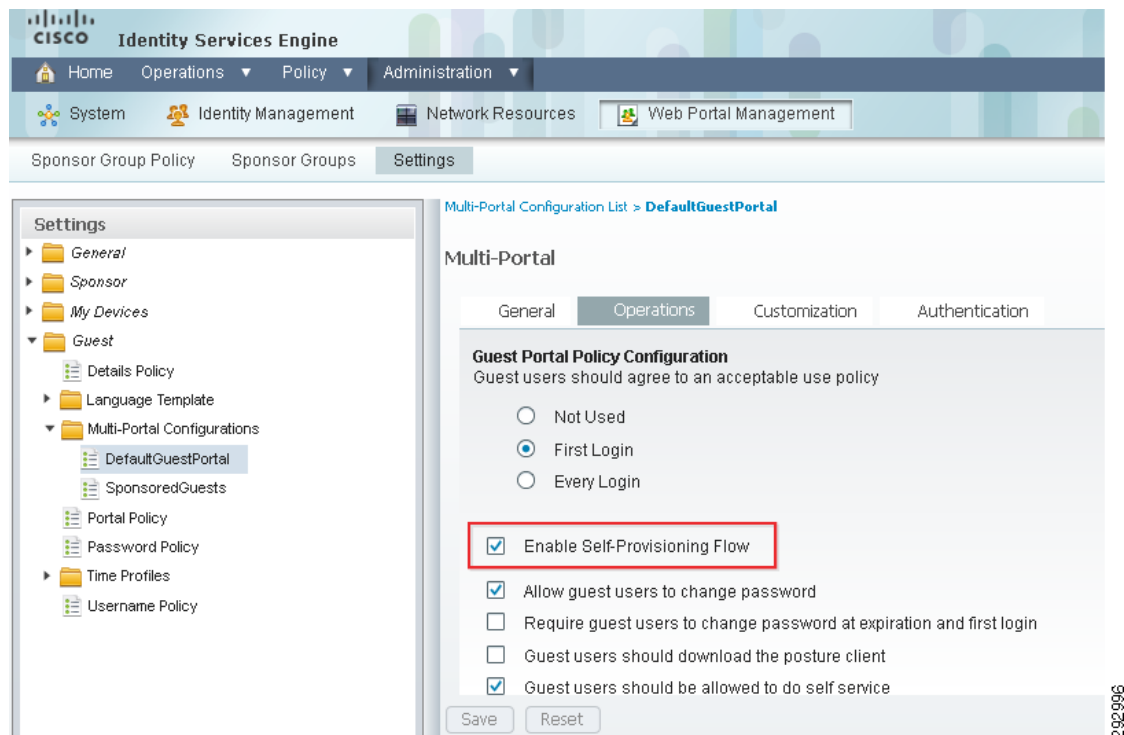 CISCO Identity Services Engine
Home Operations Policy Administration
System Identity Management Network Resources Web Portal Management
Sponsor Group Policy Sponsor Groups Settings
Settings
General
Sponsor
My Devices
Guest
Details Policy
Language Template
Multi-Portal Configurations
DefaultGuestPortal
SponsoredGuests
Portal Policy
Password Policy
Time Profiles
Username Policy
Multi-Portal Configuration List > DefaultGuestPortal
Multi-Portal
General Operations Customization Authentication
Guest Portal Policy Configuration
Guest users should agree to an acceptable use policy
Not Used
First Login
Every Login
Enable Self-Provisioning Flow
Allow guest users to change password
Require guest users to change password at expiration and first login
Guest users should download the posture client
Guest users should be allowed to do self service
Save Reset
292996